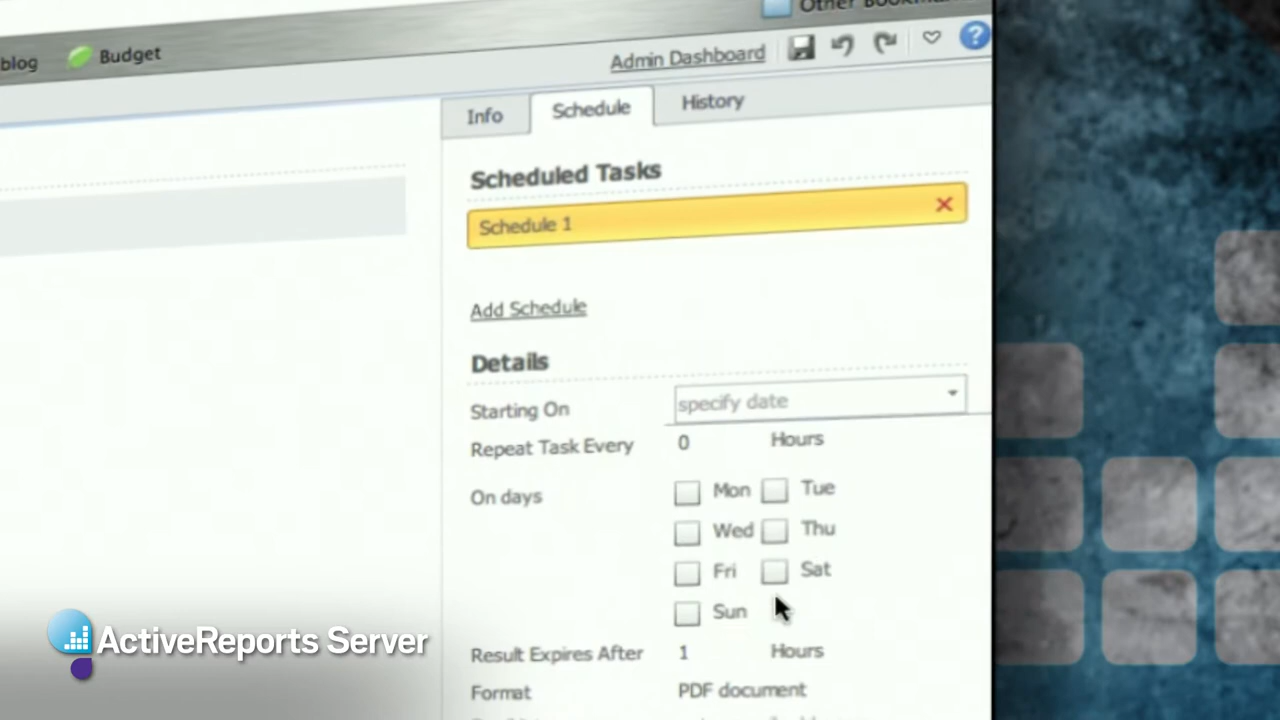 Other Bookma
blog
Budget
Admin Dashboard
?
Info
Schedule
History
Scheduled Tasks
Schedule 1
Add Schedule
Details
Starting On
specify date
Repeat Task Every
0
Hours
On days
Mon
Tue
Wed
Thu
Fri
Sat
Sun
Result Expires After
1
Hours
Format
PDF document
ActiveReports Server